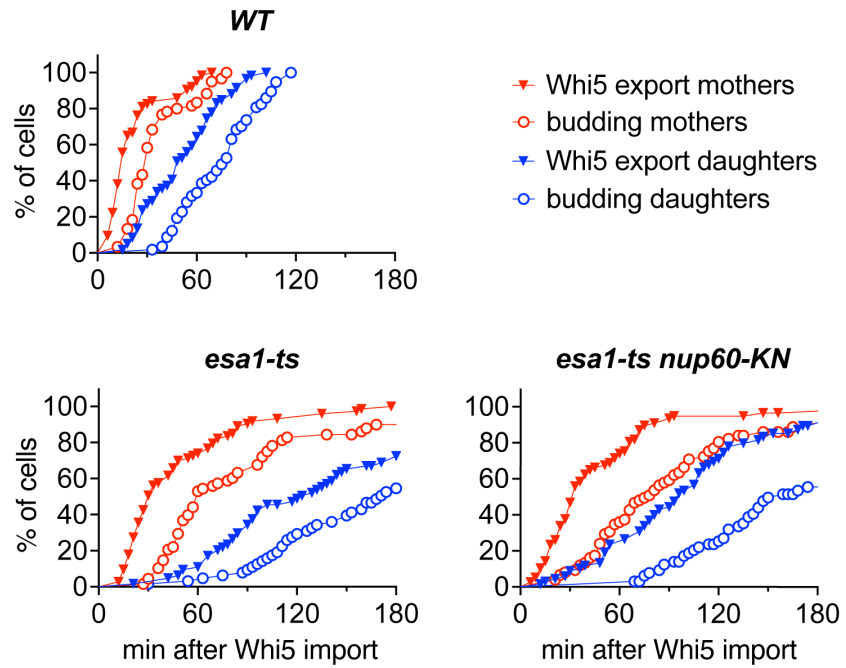 WT
% of cells
100
80
60
40
20
0
0 60 120 180
Whi5 export mothers
budding mothers
Whi5 export daughters
budding daughters
esa1-ts
% of cells
100
80
60
40
20
0
0 60 120 180
min after Whi5 import
esa1-ts nup60-KN
100
80
60
40
20
0
0 60 120 180
min after Whi5 import